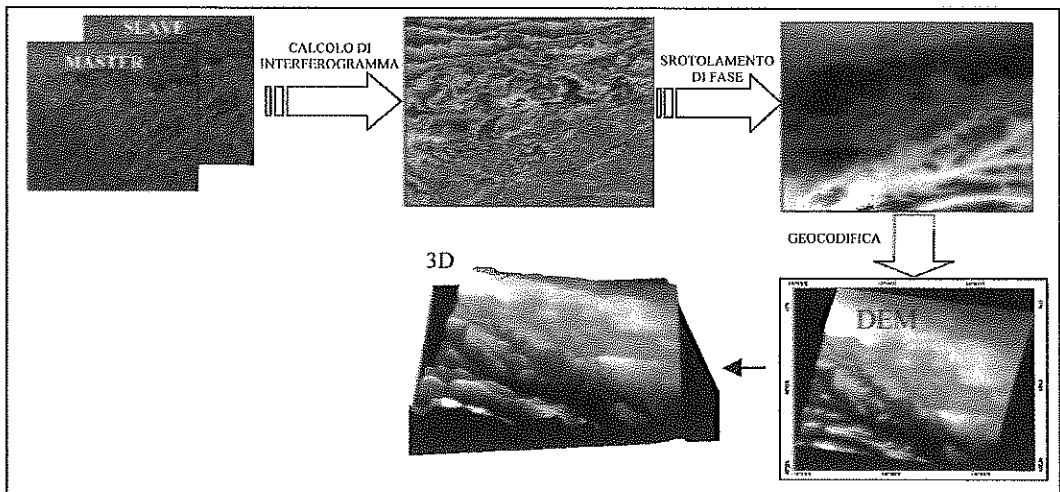 SLAVE
MASTER
CALCOLO DI
INTERFEROGRAMMA
SROTOLAMENTO
DI FASE
GEOCODIFICA
3D
DEM